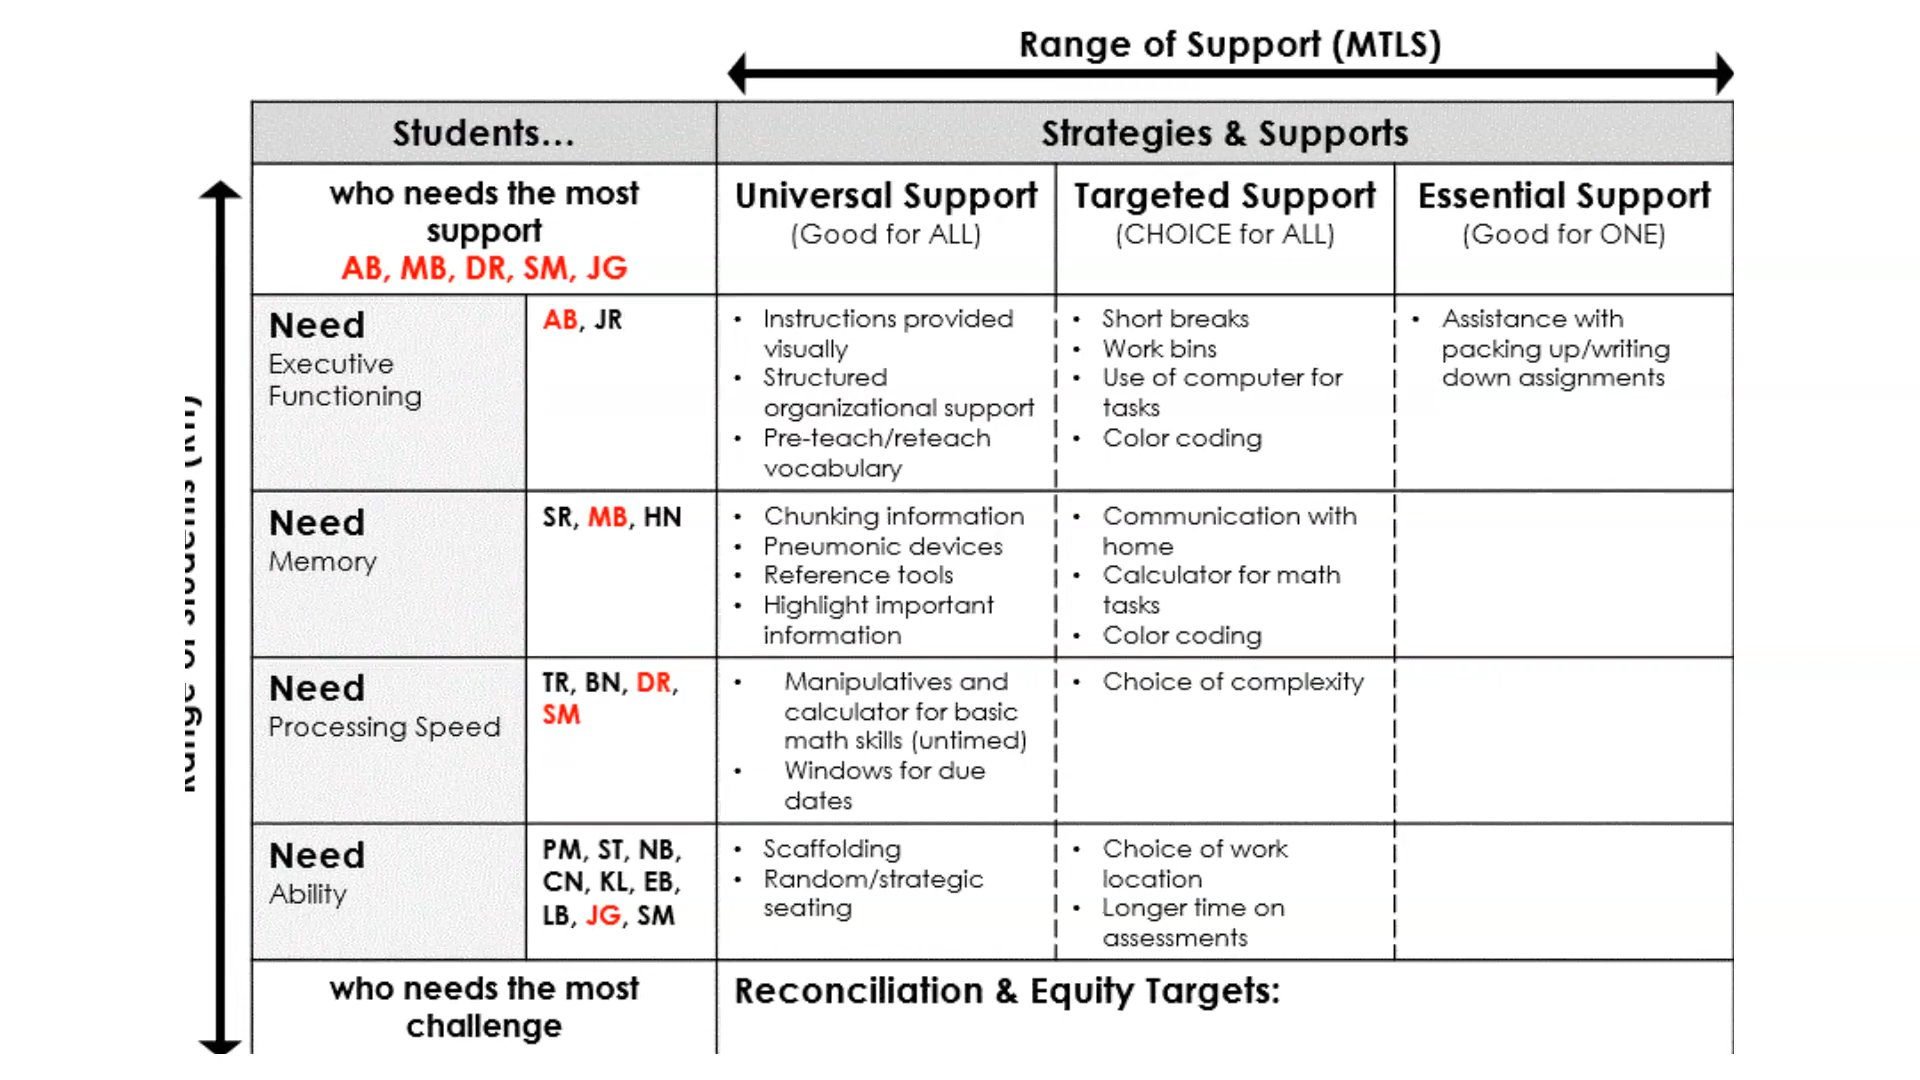 Range of Support (MTLS)
Students...
Strategies & Supports
who needs the most
support
AB, MB, DR, SM, JG
Universal Support
(Good for ALL)
Targeted Support
(CHOICE for ALL)
Essential Support
(Good for ONE)
Need
Executive
Functioning
AB, JR
• Instructions provided
visually
• Structured
organizational support
• Pre-teach/reteach
vocabulary
• Short breaks
• Work bins
• Use of computer for
tasks
• Color coding
• Assistance with
packing up/writing
down assignments
Need
Memory
SR, MB, HN
• Chunking information
• Pneumonic devices
• Reference tools
• Highlight important
information
• Communication with
home
• Calculator for math
tasks
• Color coding
Need
Processing Speed
TR, BN, DR,
SM
• Manipulatives and
calculator for basic
math skills (untimed)
• Windows for due
dates
• Choice of complexity
Need
Ability
PM, ST, NB,
CN, KL, EB,
LB, JG, SM
• Scaffolding
• Random/strategic
seating
• Choice of work
location
• Longer time on
assessments
who needs the most
challenge
Reconciliation & Equity Targets: